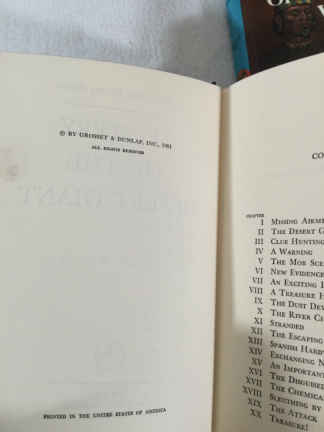 © BY GROSSET & DUNLAP, INC., 1961
ALL RIGHTS RESERVED
PRINTED IN THE UNITED STATES OF AMERICA
CO
CHAPTER
I MISSING AIRME
II THE DESERT G
III CLUE HUNTING
IV A WARNING
V THE MOB SCE
VI NEW EVIDENCE
VII AN EXCITING
VIII A TREASURE H
IX THE DUST DEV
X THE RIVER C
XI STRANDED
XII THE ESCAPING
XIII SPANISH HARD
XIV EXCHANGING N
XV AN IMPORTANT
XVI THE DISGUISE
XVII THE CHEMICA
XVIII SLEUTHING BY
XIX THE ATTACK
XX TREASURE!